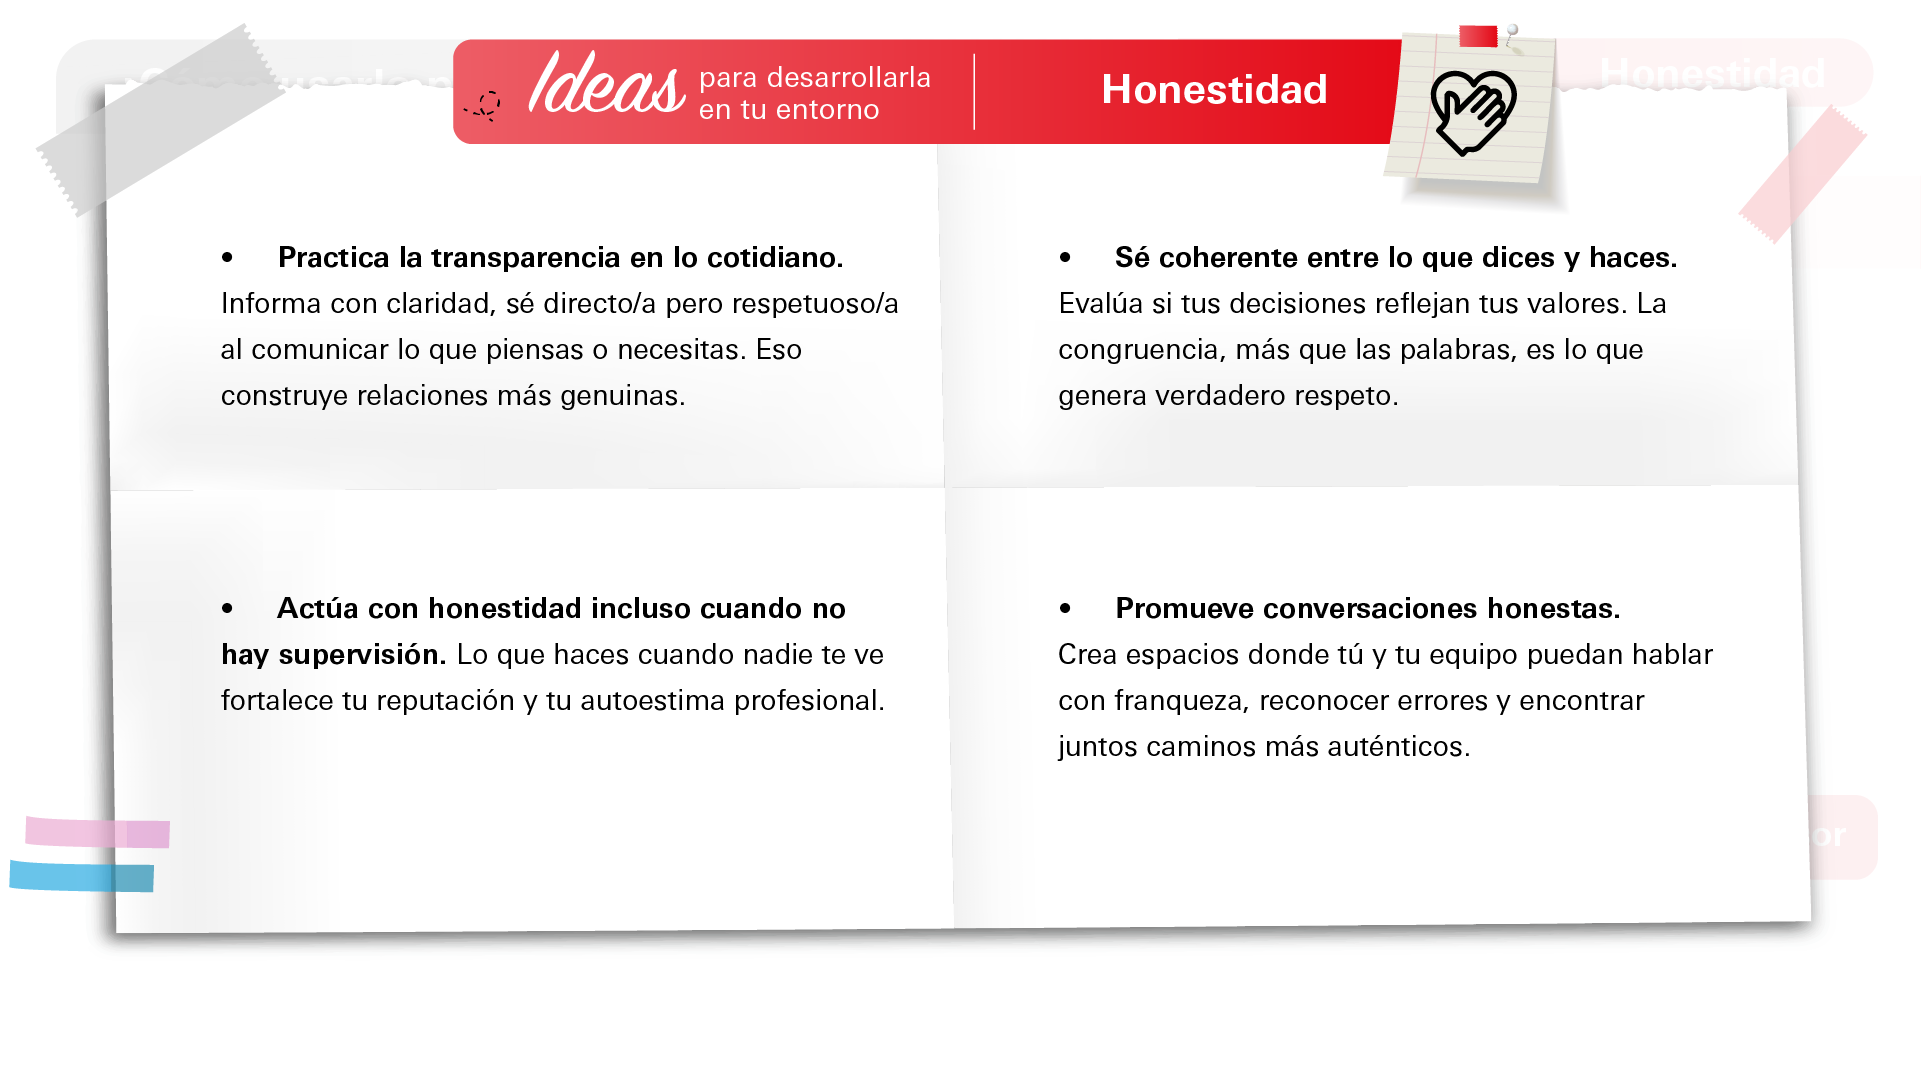 Ideas para desarrollarla
en tu entorno
Honestidad
Honestidad
• Practica la transparencia en lo cotidiano.
Informa con claridad, sé directo/a pero respetuoso/a
al comunicar lo que piensas o necesitas. Eso
construye relaciones más genuinas.
• Sé coherente entre lo que dices y haces.
Evalúa si tus decisiones reflejan tus valores. La
congruencia, más que las palabras, es lo que
genera verdadero respeto.
• Actúa con honestidad incluso cuando no
hay supervisión. Lo que haces cuando nadie te ve
fortalece tu reputación y tu autoestima profesional.
• Promueve conversaciones honestas.
Crea espacios donde tú y tu equipo puedan hablar
con franqueza, reconocer errores y encontrar
juntos caminos más auténticos.